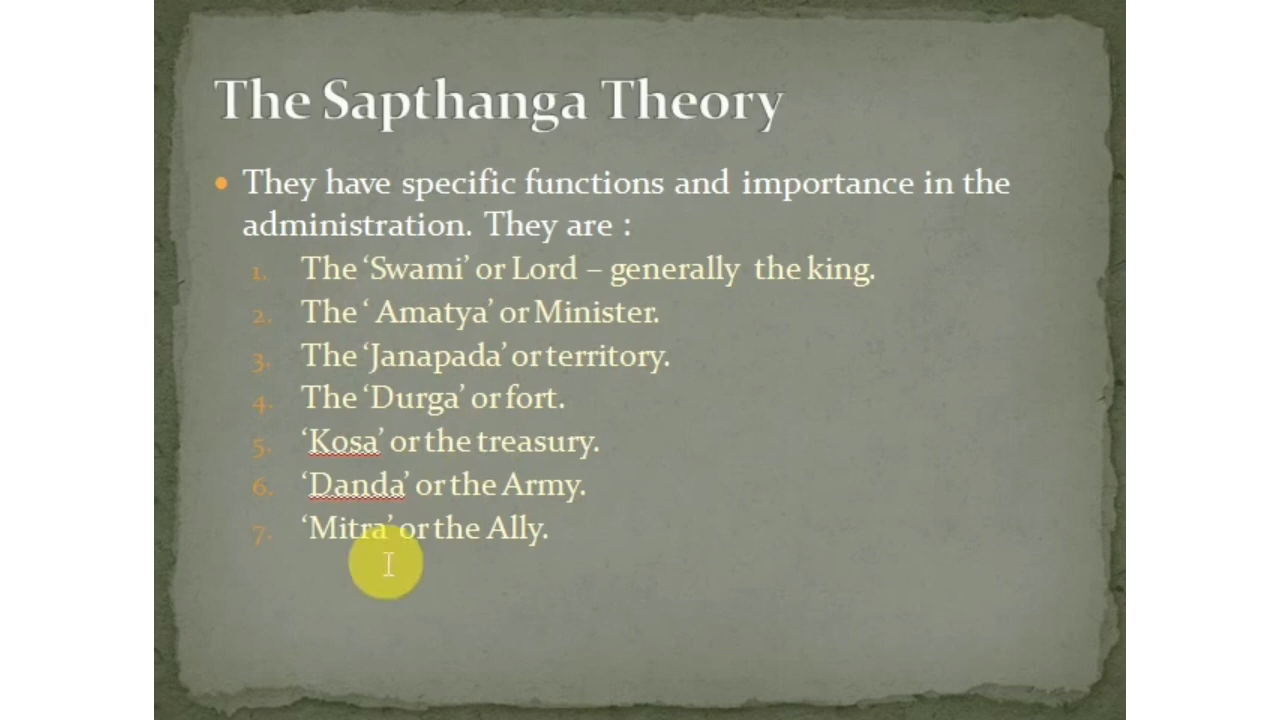 The Sapthanga Theory
• They have specific functions and importance in the
administration. They are :
1. The ‘Swami’ or Lord – generally the king.
2. The ‘ Amatya’ or Minister.
3. The ‘Janapada’ or territory.
4. The ‘Durga’ or fort.
5. ‘Kosa’ or the treasury.
6. ‘Danda’ or the Army.
7. ‘Mitra’ or the Ally.